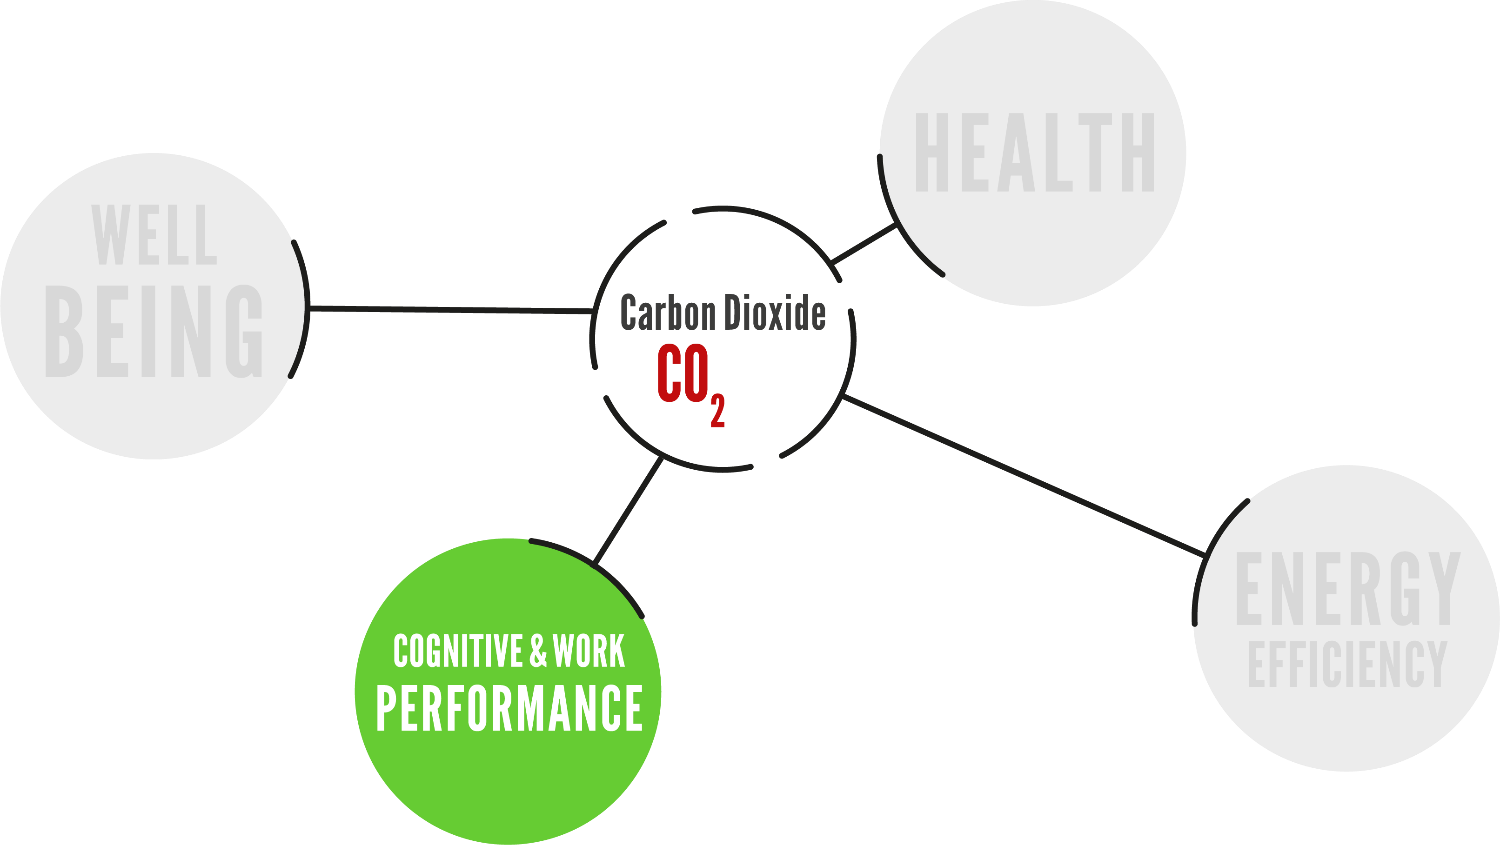 HEALTH
WELL
BEING
Carbon Dioxide
CO₂
ENERGY
EFFICIENCY
COGNITIVE & WORK
PERFORMANCE